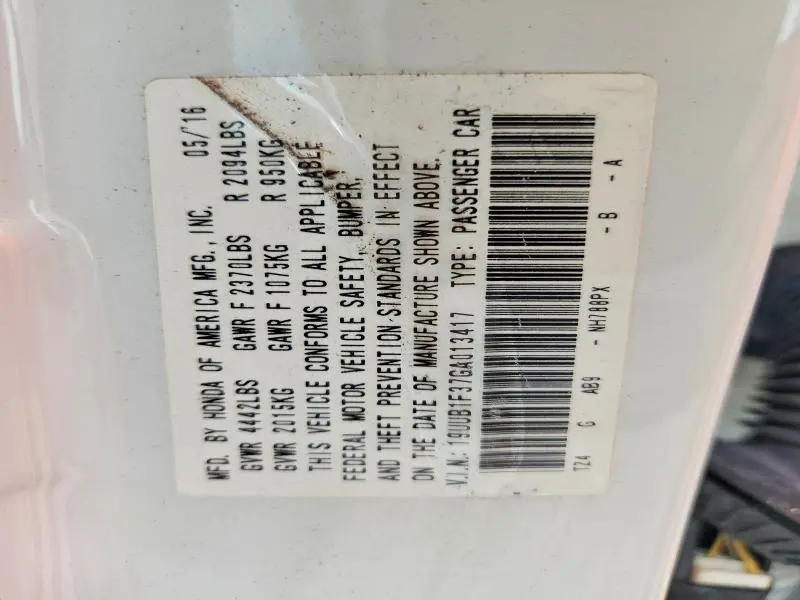 MFD. BY HONDA OF AMERICA MFG., INC. 05/16
GVWR 4442LBS GAWR F 2370LBS R 2094LBS
GVWR 2015KG GAWR F 1075KG R 950KG
THIS VEHICLE CONFORMS TO ALL APPLICABLE
FEDERAL MOTOR VEHICLE SAFETY, BUMPER,
AND THEFT PREVENTION STANDARDS IN EFFECT
ON THE DATE OF MANUFACTURE SHOWN ABOVE.
V.I.N.: 19UUB1F37GA013417 TYPE: PASSENGER CAR
TZ4 G AB9 - NH788PX - B - A